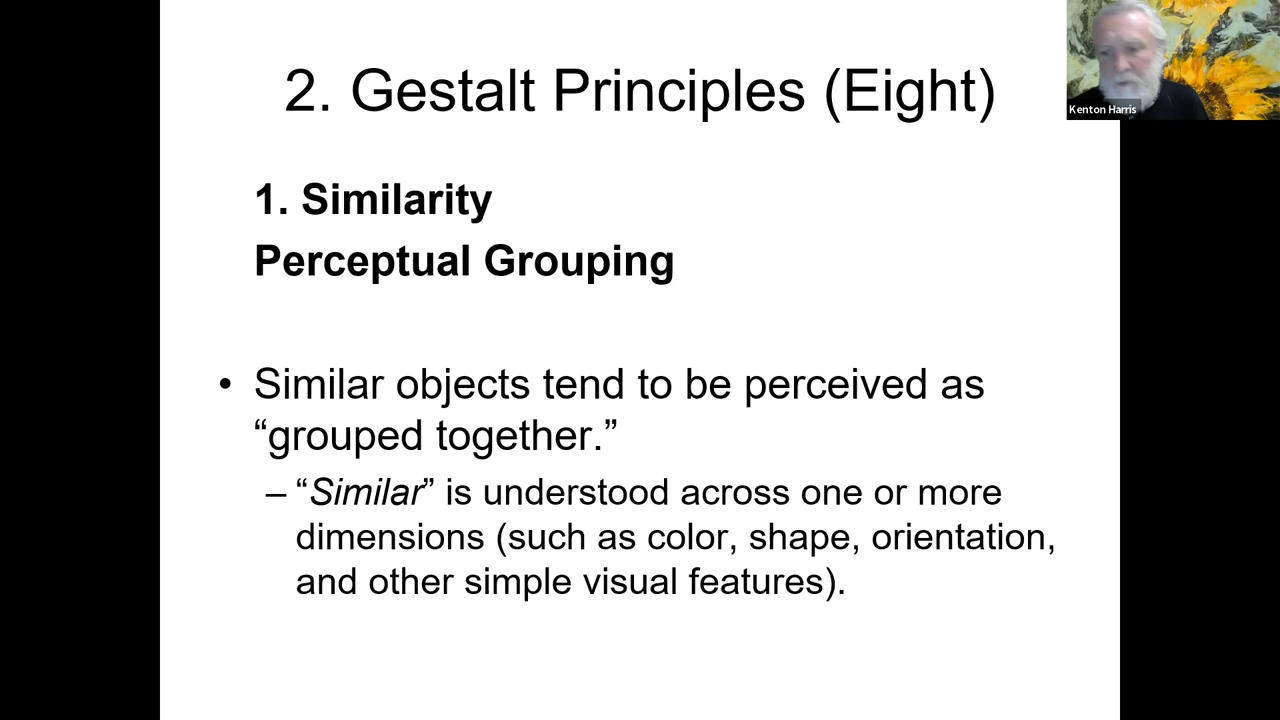 2. Gestalt Principles (Eight)
Kenton Harris
1. Similarity
Perceptual Grouping
• Similar objects tend to be perceived as
“grouped together.”
– “Similar” is understood across one or more
dimensions (such as color, shape, orientation,
and other simple visual features).